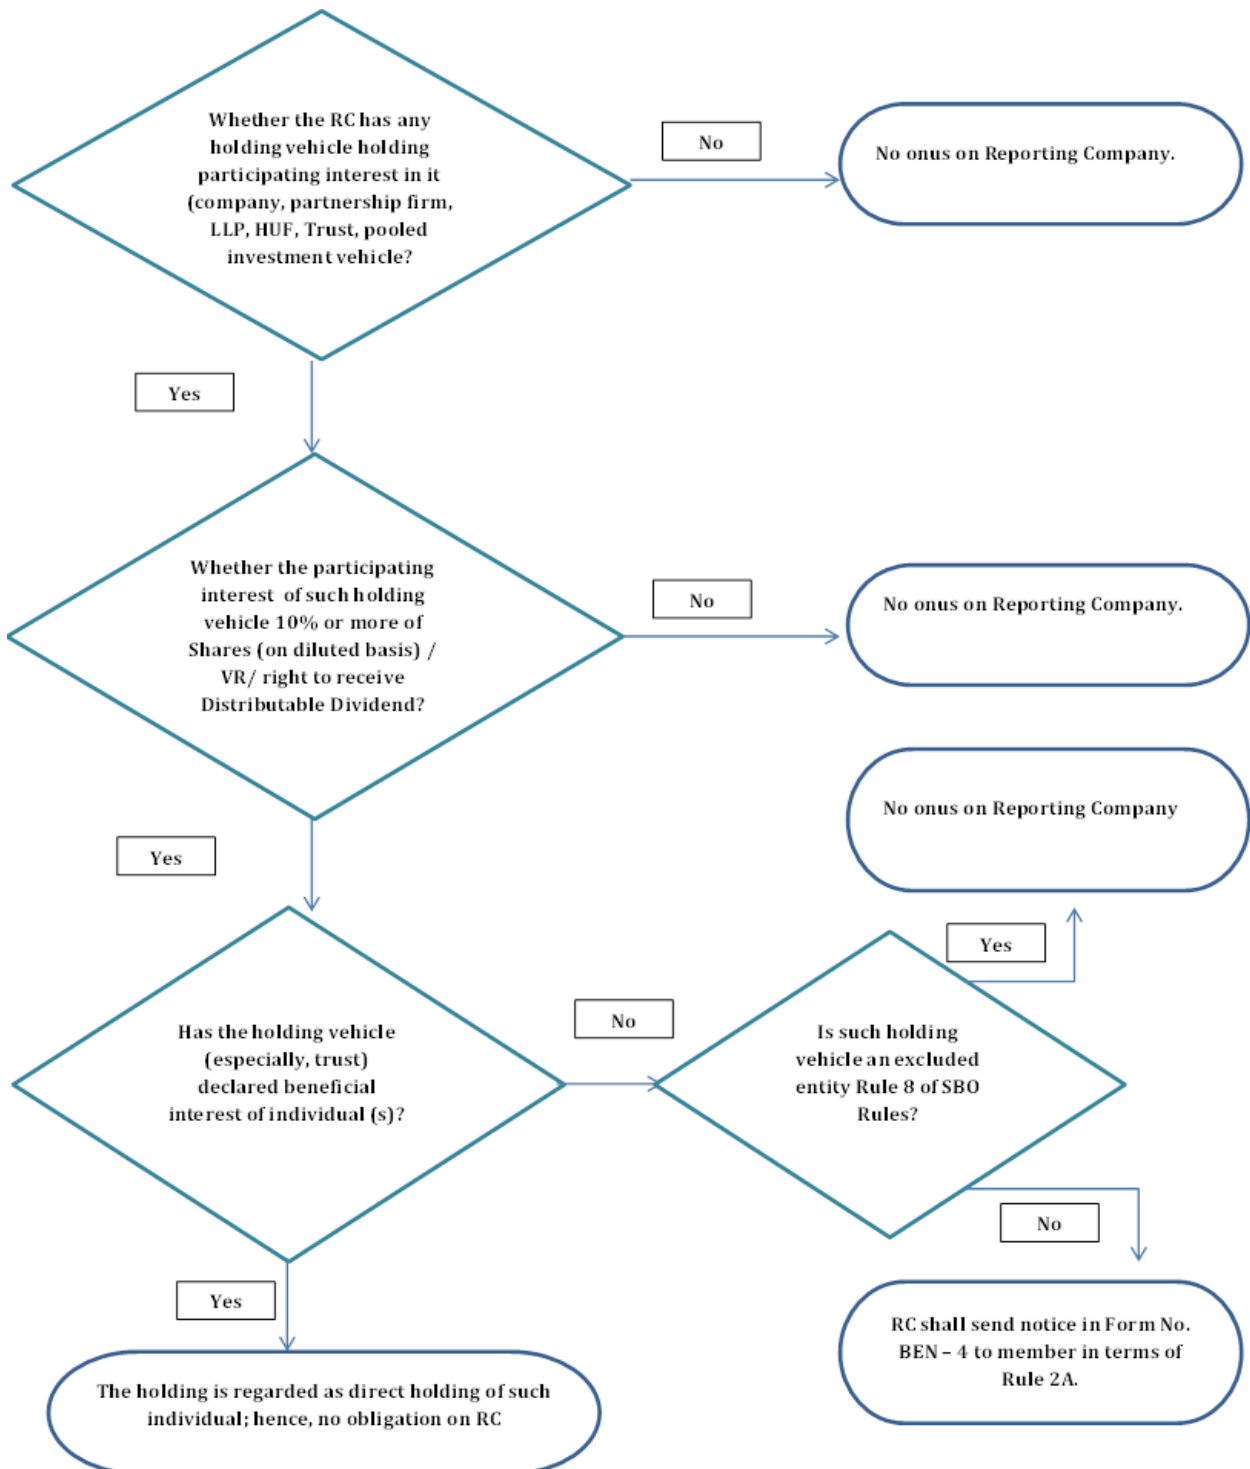 Whether the RC has any
holding vehicle holding
participating interest in it
(company, partnership firm,
LLP, HUF, Trust, pooled
investment vehicle?
No
No onus on Reporting Company.
Yes
Whether the participating
interest of such holding
vehicle 10% or more of
Shares (on diluted basis) /
VR/ right to receive
Distributable Dividend?
No
No onus on Reporting Company.
No onus on Reporting Company
Yes
Yes
Has the holding vehicle
(especially, trust)
declared beneficial
interest of individual (s)?
No
Is such holding
vehicle an excluded
entity Rule 8 of SBO
Rules?
No
Yes
RC shall send notice in Form No.
BEN – 4 to member in terms of
Rule 2A.
The holding is regarded as direct holding of such
individual; hence, no obligation on RC